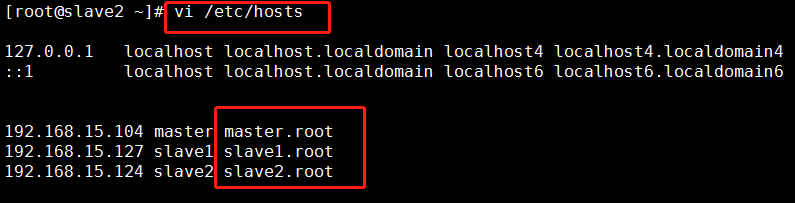 [root@slave2 ~]# vi /etc/hosts
127.0.0.1 localhost localhost.localdomain localhost4 localhost4.localdomain4
::1 localhost localhost.localdomain localhost6 localhost6.localdomain6
192.168.15.104 master master.root
192.168.15.127 slave1 slave1.root
192.168.15.124 slave2 slave2.root